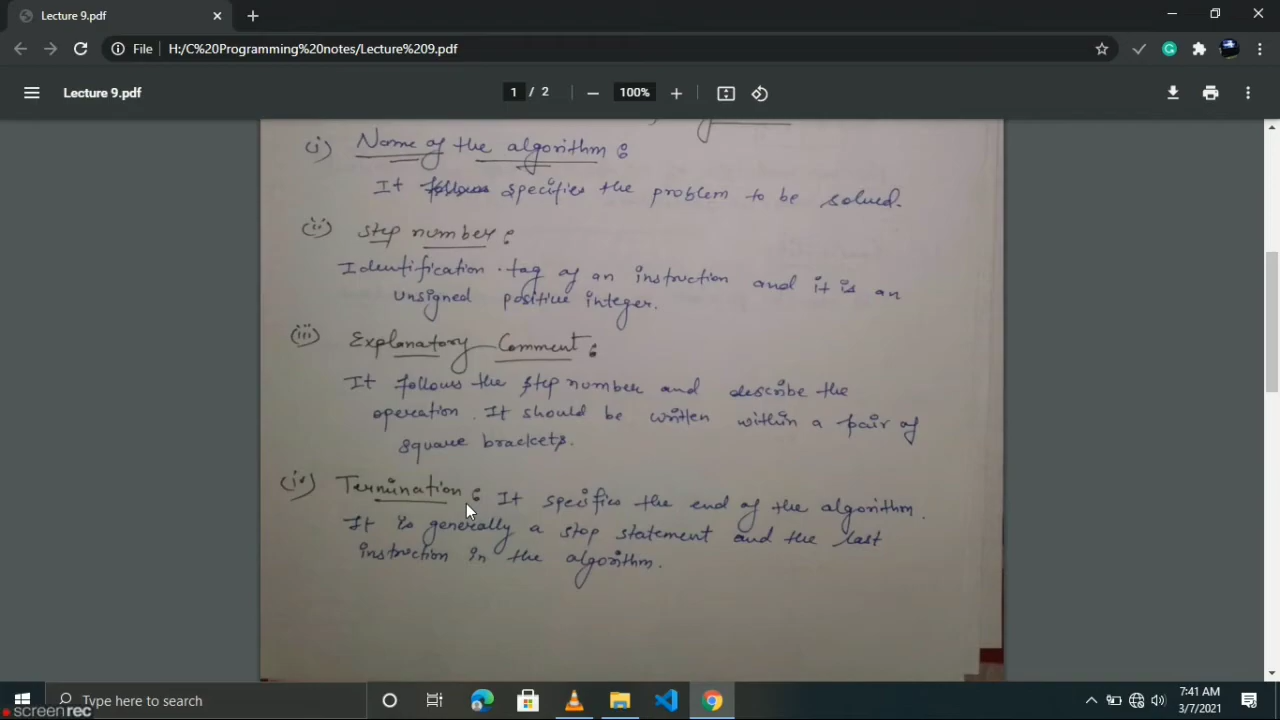 Lecture 9.pdf
File
H:/C%20Programming%20notes/Lecture%209.pdf
Lecture 9.pdf
1 / 2
100%
(i) Name of the algorithm :
It specifies the problem to be solved.
(ii) Step number :
Identification tag of an instruction and it is an
unsigned positive integer.
(iii) Explanatory Comment :
It follows the step number and describe the
operation. It should be written within a pair of
square brackets.
(iv) Termination : It specifies the end of the algorithm.
It is generally a stop statement and the last
instruction in the algorithm.
Type here to search
7:41 AM
3/7/2021
screenrec